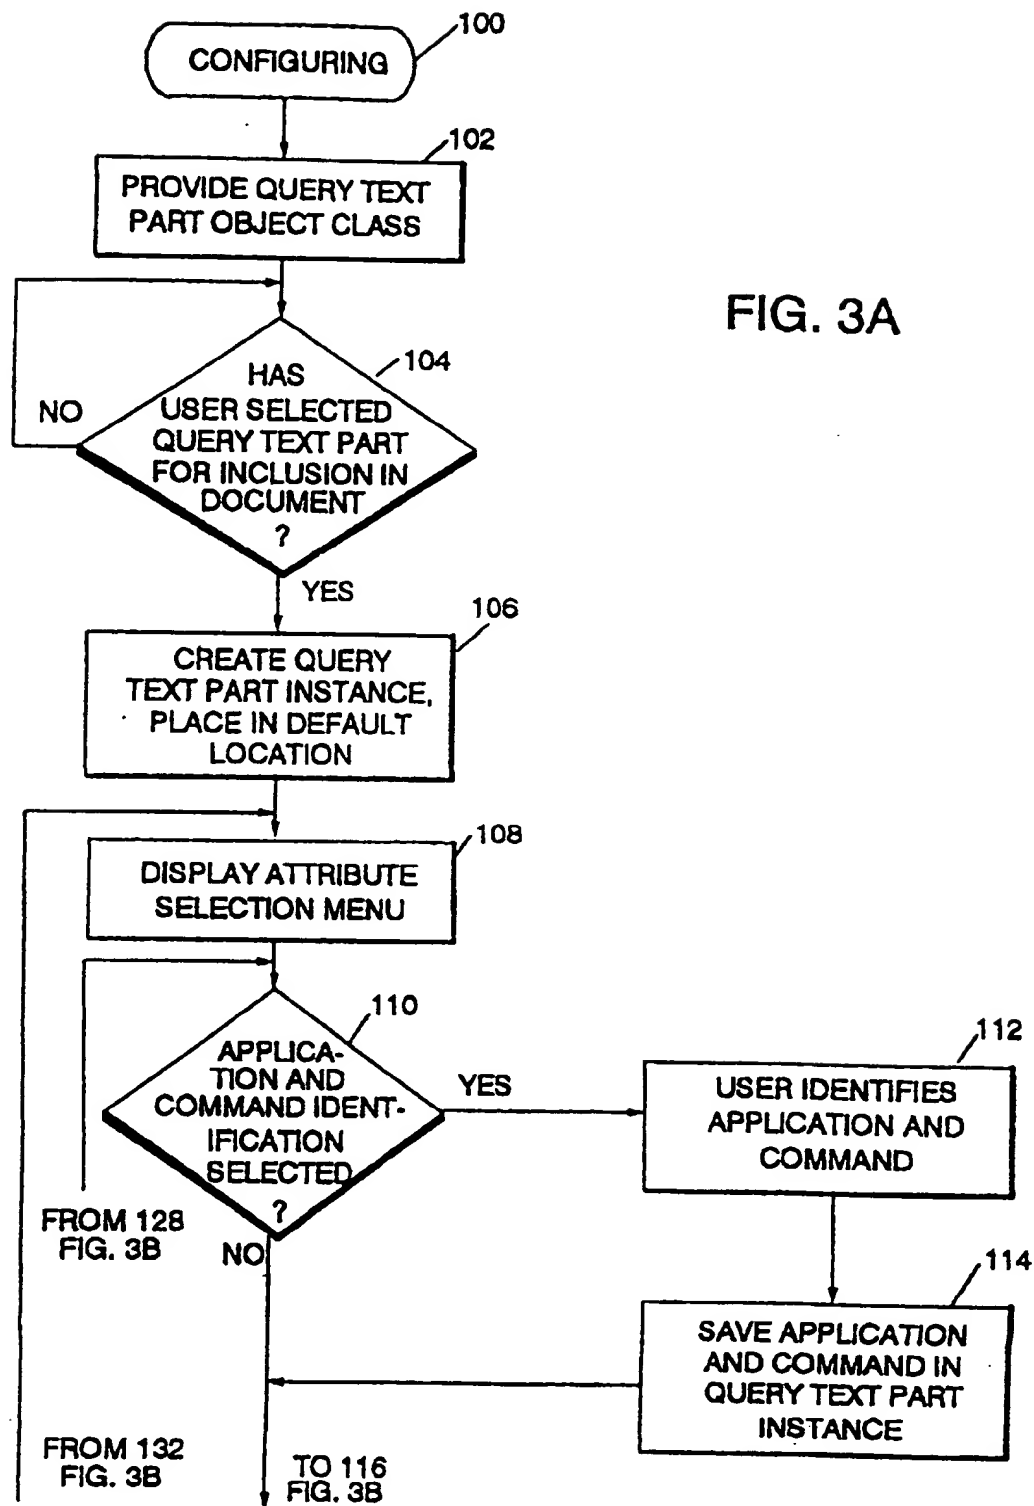 100
CONFIGURING
102
PROVIDE QUERY TEXT
PART OBJECT CLASS
FIG. 3A
104
HAS
USER SELECTED
QUERY TEXT PART
FOR INCLUSION IN
DOCUMENT
?
NO
YES
106
CREATE QUERY
TEXT PART INSTANCE,
PLACE IN DEFAULT
LOCATION
108
DISPLAY ATTRIBUTE
SELECTION MENU
110
APPLICA-
TION AND
COMMAND IDENT-
IFICATION
SELECTED
?
YES
NO
112
USER IDENTIFIES
APPLICATION AND
COMMAND
FROM 128
FIG. 3B
114
SAVE APPLICATION
AND COMMAND IN
QUERY TEXT PART
INSTANCE
FROM 132
FIG. 3B
TO 116
FIG. 3B